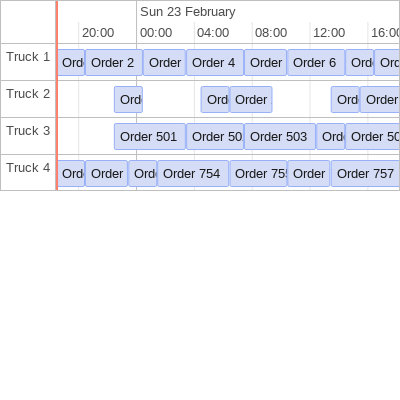 Sun 23 February
20:00 00:00 04:00 08:00 12:00 16:00
Truck 1 Ord Order 2 Order Order 4 Order Order 6 Ord Ord
Truck 2 Ord Ord Order Ord Order
Truck 3 Order 501 Order 50 Order 503 Ord Order 50
Truck 4 Ord Order Ord Order 754 Order 755 Order Order 757